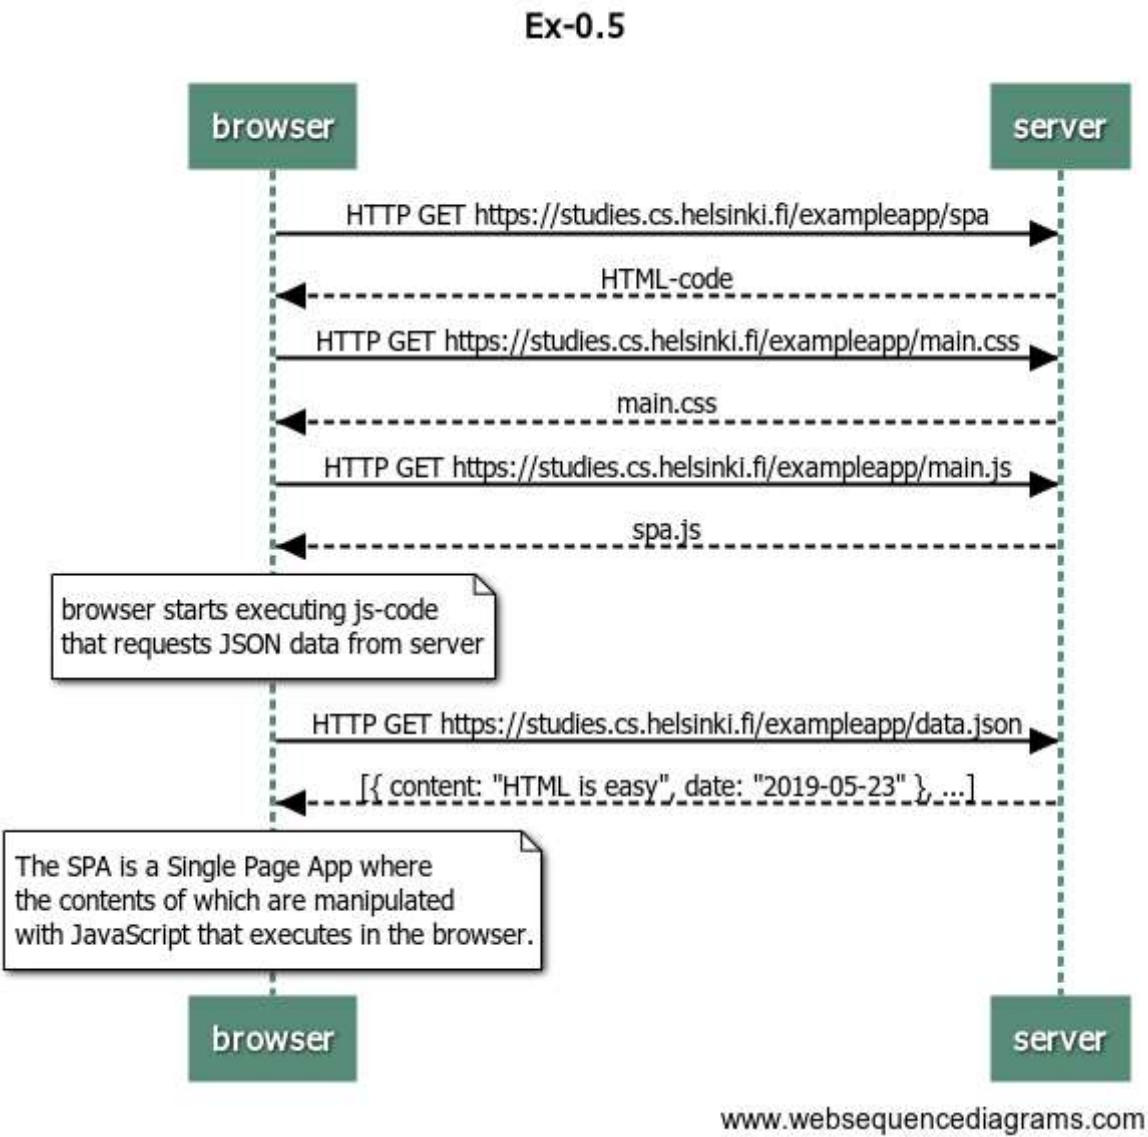 Ex-0.5
browser
server
HTTP GET https://studies.cs.helsinki.fi/exampleapp/spa
HTML-code
HTTP GET https://studies.cs.helsinki.fi/exampleapp/main.css
main.css
HTTP GET https://studies.cs.helsinki.fi/exampleapp/main.js
spa.js
browser starts executing js-code
that requests JSON data from server
HTTP GET https://studies.cs.helsinki.fi/exampleapp/data.json
[{ content: "HTML is easy", date: "2019-05-23" }, ...]
The SPA is a Single Page App where
the contents of which are manipulated
with JavaScript that executes in the browser.
browser
server
www.websequencediagrams.com